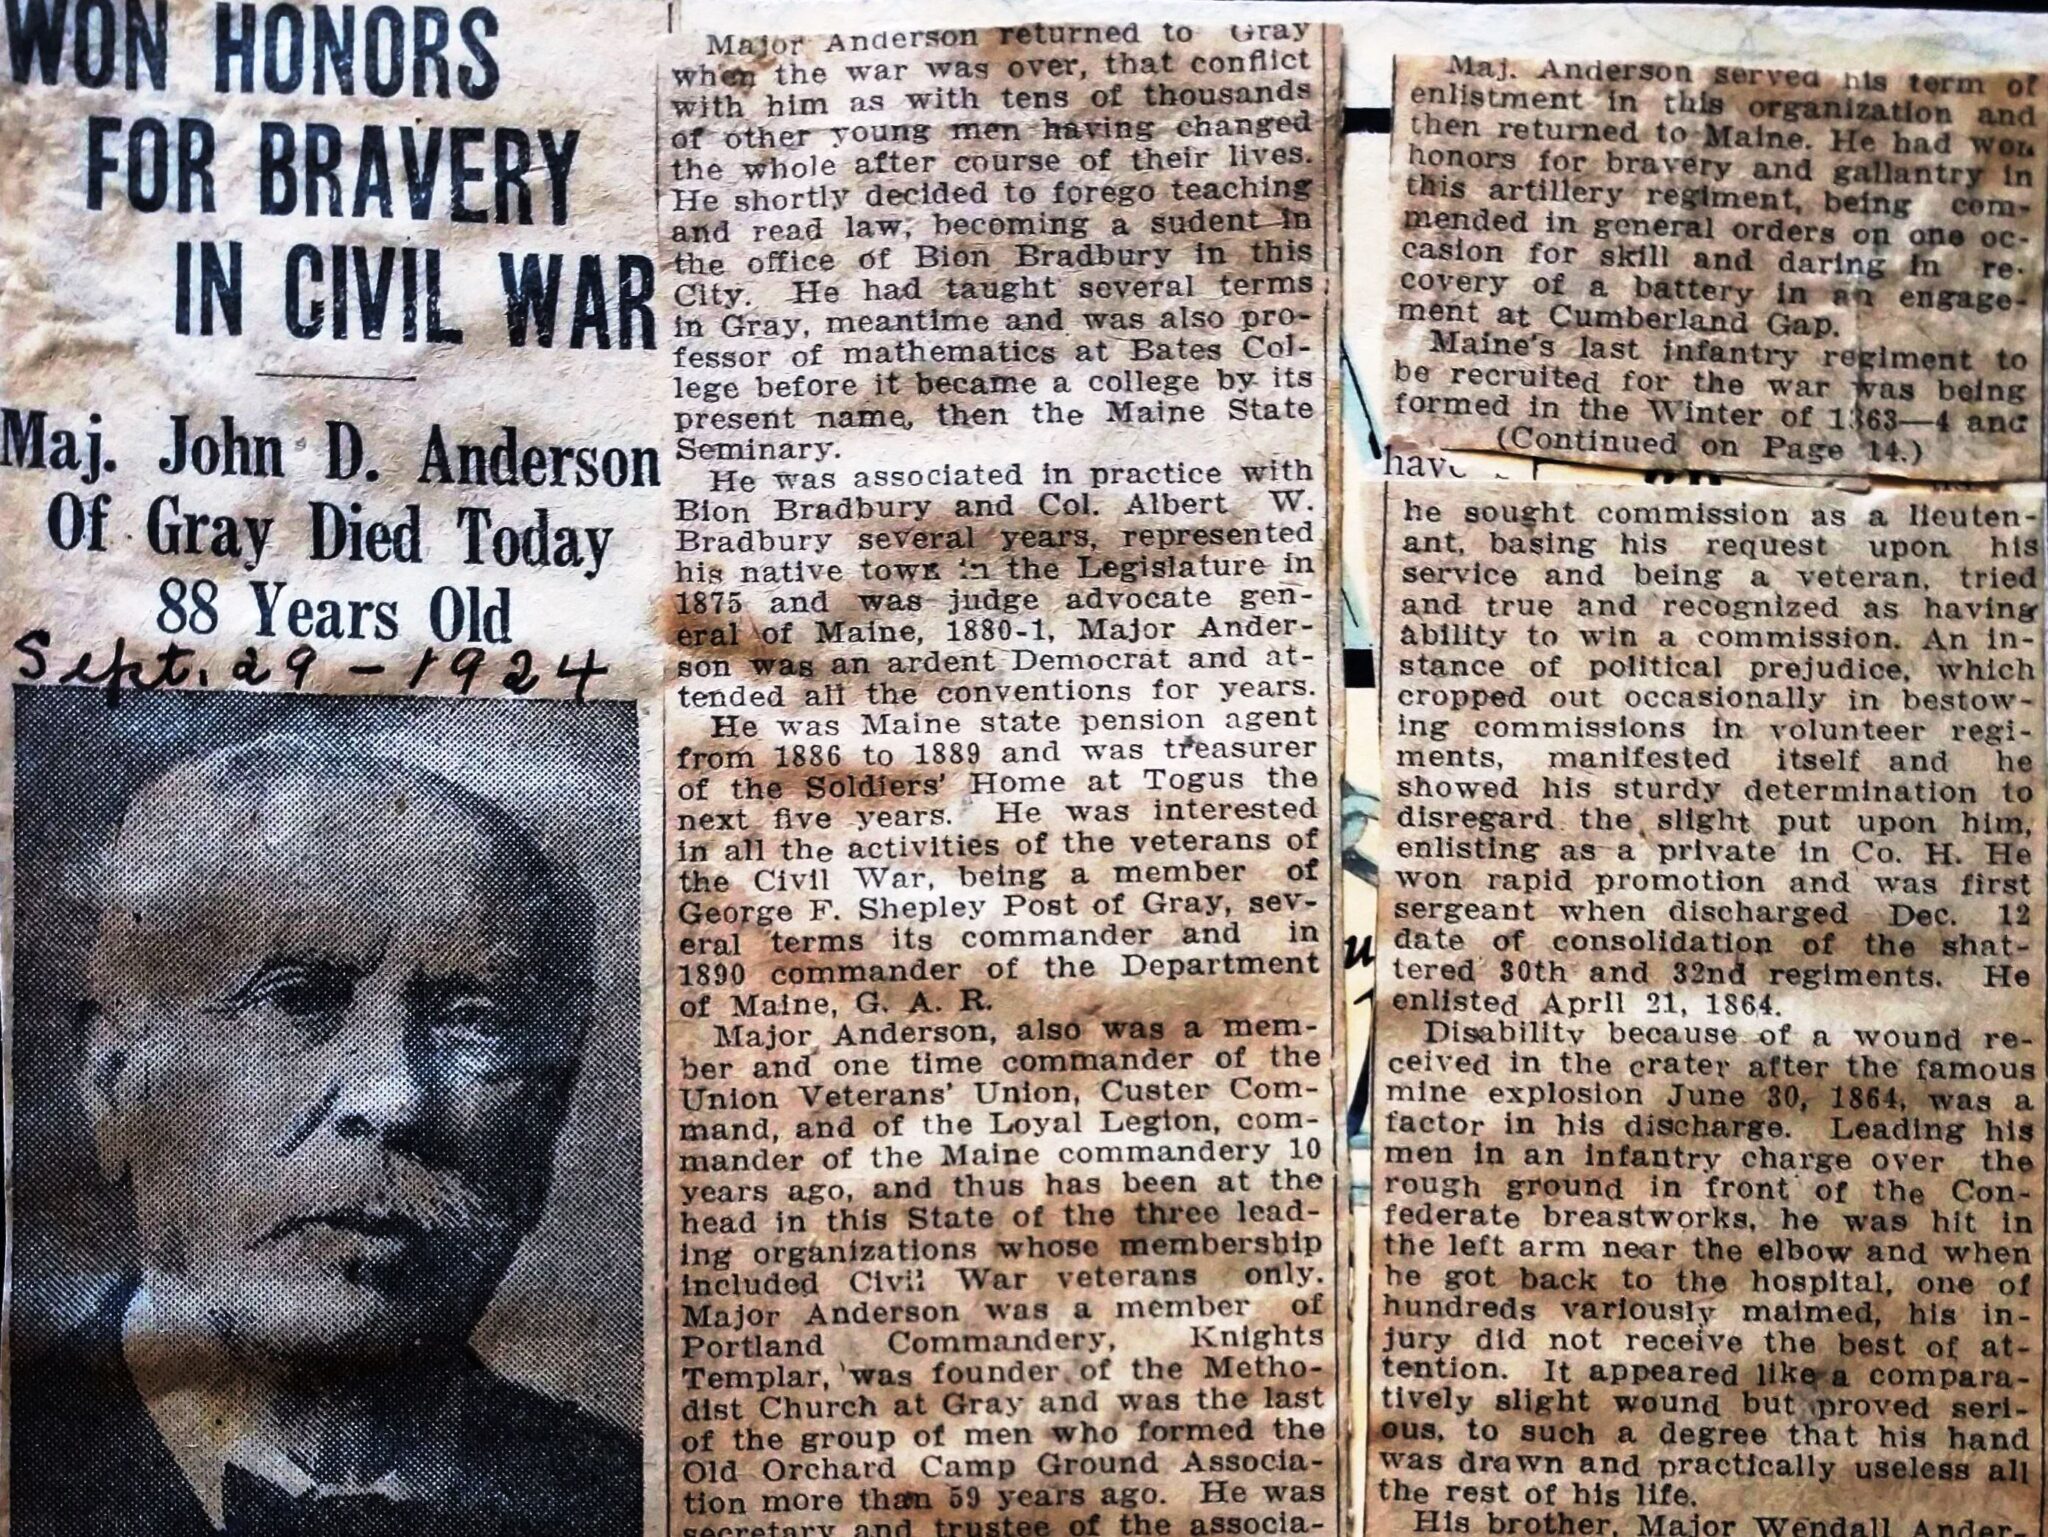 WON HONORS
FOR BRAVERY
IN CIVIL WAR
Maj. John D. Anderson
Of Gray Died Today
88 Years Old
Sept. 29 - 1924
Major Anderson returned to Gray
when the war was over, that conflict
with him as with tens of thousands
of other young men having changed
the whole after course of their lives.
He shortly decided to forego teaching
and read law, becoming a sudent in
the office of Bion Bradbury in this
City. He had taught several terms
in Gray, meantime and was also pro-
fessor of mathematics at Bates Col-
lege before it became a college by its
present name, then the Maine State
Seminary.
He was associated in practice with
Bion Bradbury and Col. Albert W.
Bradbury several years, represented
his native town in the Legislature in
1875 and was judge advocate gen-
eral of Maine, 1880-1, Major Ander-
son was an ardent Democrat and at-
tended all the conventions for years.
He was Maine state pension agent
from 1886 to 1889 and was treasurer
of the Soldiers' Home at Togus the
next five years. He was interested
in all the activities of the veterans of
the Civil War, being a member of
George F. Shepley Post of Gray, sev-
eral terms its commander and in
1890 commander of the Department
of Maine, G. A. R.
Major Anderson, also was a mem-
ber and one time commander of the
Union Veterans' Union, Custer Com-
mand, and of the Loyal Legion, com-
mander of the Maine commandery 10
years ago, and thus has been at the
head in this State of the three lead-
ing organizations whose membership
included Civil War veterans only.
Major Anderson was a member of
Portland Commandery, Knights
Templar, was founder of the Metho-
dist Church at Gray and was the last
of the group of men who formed the
Old Orchard Camp Ground Associa-
tion more than 59 years ago. He was
secretary and trustee of the associa-
Maj. Anderson served his term of
enlistment in this organization and
then returned to Maine. He had won
honors for bravery and gallantry in
this artillery regiment, being com-
mended in general orders on one oc-
casion for skill and daring in re-
covery of a battery in an engage-
ment at Cumberland Gap.
Maine's last infantry regiment to
be recruited for the war was being
formed in the Winter of 1863—4 and
(Continued on Page 14.)
have
he sought commission as a lieuten-
ant, basing his request upon his
service and being a veteran, tried
and true and recognized as having
ability to win a commission. An in-
stance of political prejudice, which
cropped out occasionally in bestow-
ing commissions in volunteer regi-
ments, manifested itself and he
showed his sturdy determination to
disregard the slight put upon him,
enlisting as a private in Co. H. He
won rapid promotion and was first
sergeant when discharged Dec. 12
date of consolidation of the shat-
tered 30th and 32nd regiments. He
enlisted April 21, 1864.
Disability because of a wound re-
ceived in the crater after the famous
mine explosion June 30, 1864, was a
factor in his discharge. Leading his
men in an infantry charge over the
rough ground in front of the Con-
federate breastworks, he was hit in
the left arm near the elbow and when
he got back to the hospital, one of
hundreds variously maimed, his in-
jury did not receive the best of at-
tention. It appeared like a compara-
tively slight wound but proved seri-
ous, to such a degree that his hand
was drawn and practically useless all
the rest of his life.
His brother, Major Wendall Ander-